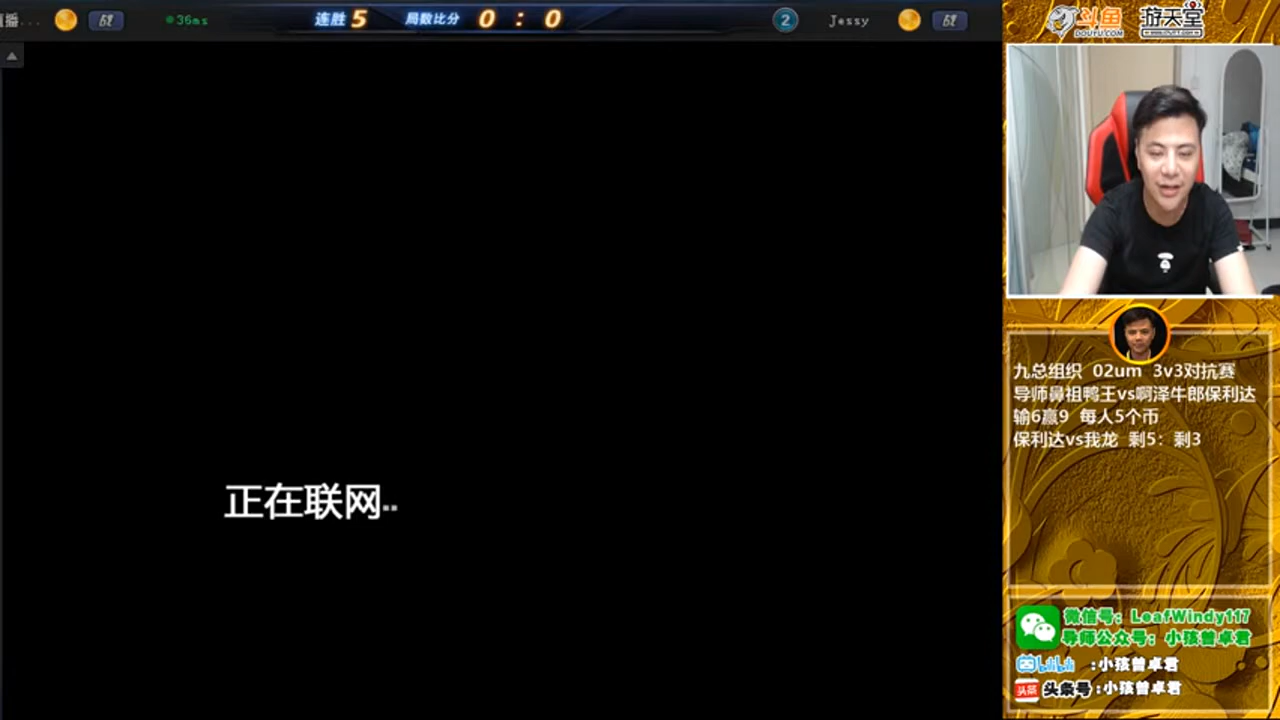 播...
战
36ms
连胜 5
局数比分 0 : 0
2
Jessy
战
斗鱼
DOUYU.COM
游天堂
正在联网..
九总组织 02um 3v3对抗赛
导师鼻祖鸭王vs啊泽牛郎保利达
输6赢9 每人5个币
保利达vs我龙 剩5: 剩3
微信号: LeafWindy117
导师公众号: 小孩曾卓君
bilibili :小孩曾卓君
头条 头条号:小孩曾卓君